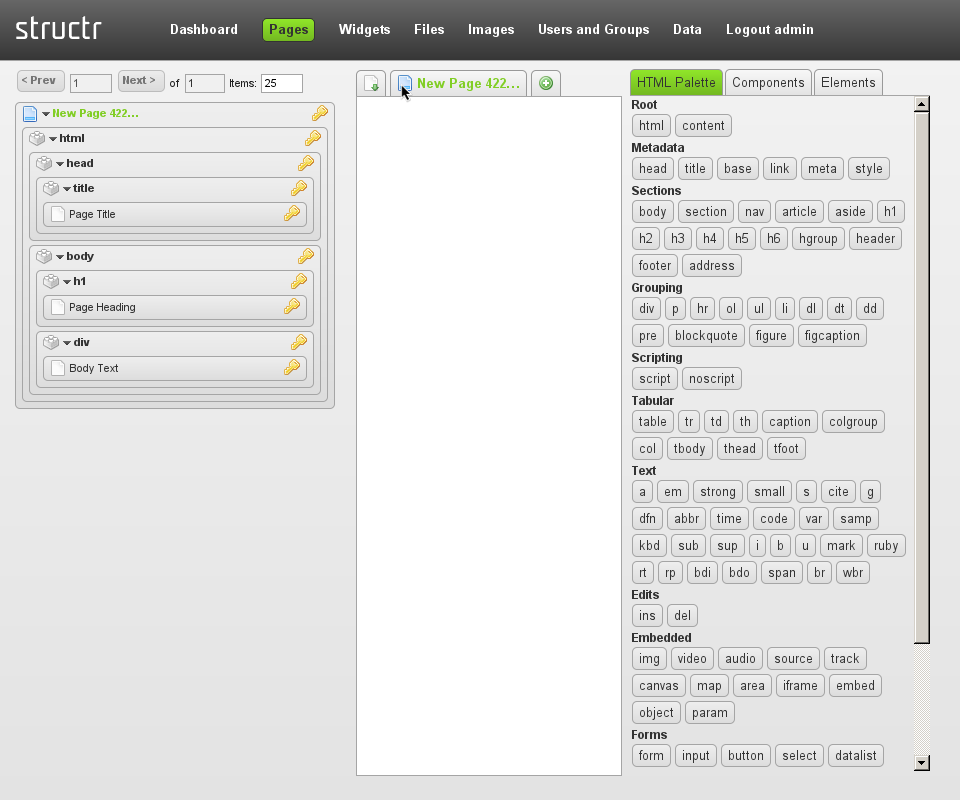 structr Dashboard Pages Widgets Files Images Users and Groups Data Logout admin
< Prev 1 Next > of 1 Items: 25
New Page 422...
html
head
title
Page Title
body
h1
Page Heading
div
Body Text
New Page 422...
HTML Palette Components Elements
Root
html content
Metadata
head title base link meta style
Sections
body section nav article aside h1
h2 h3 h4 h5 h6 hgroup header
footer address
Grouping
div p hr ol ul li dl dt dd
pre blockquote figure figcaption
Scripting
script noscript
Tabular
table tr td th caption colgroup
col tbody thead tfoot
Text
a em strong small s cite g
dfn abbr time code var samp
kbd sub sup i b u mark ruby
rt rp bdi bdo span br wbr
Edits
ins del
Embedded
img video audio source track
canvas map area iframe embed
object param
Forms
form input button select datalist